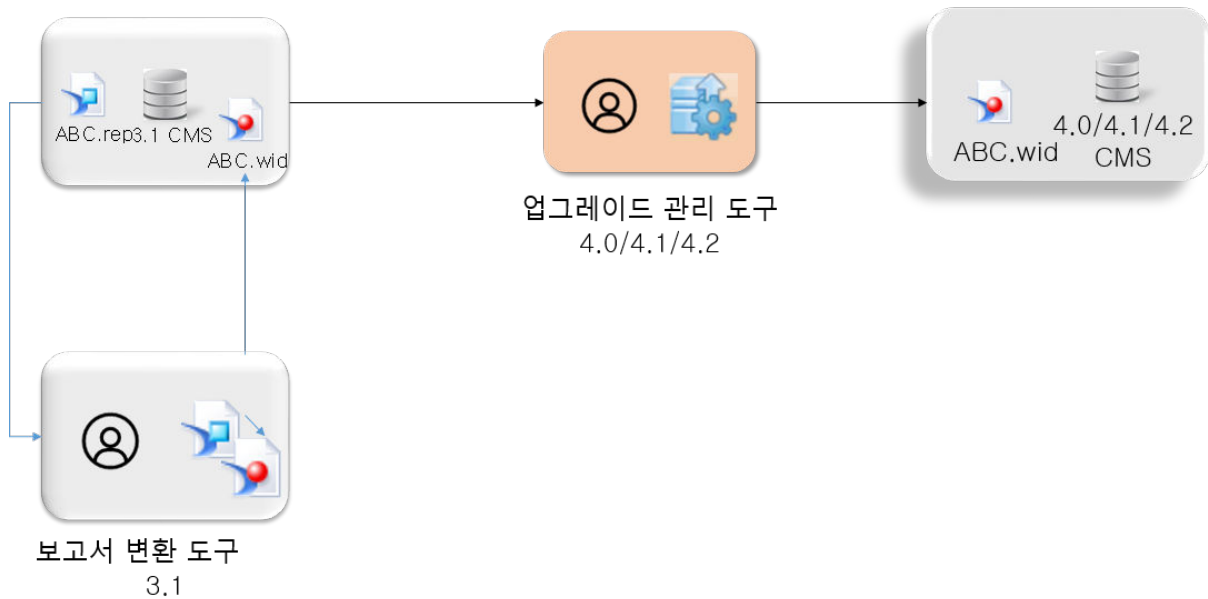 ABC.rep3.1 CMS
ABC.wid
업그레이드 관리 도구
4.0/4.1/4.2
ABC.wid
4.0/4.1/4.2
CMS
보고서 변환 도구
3.1